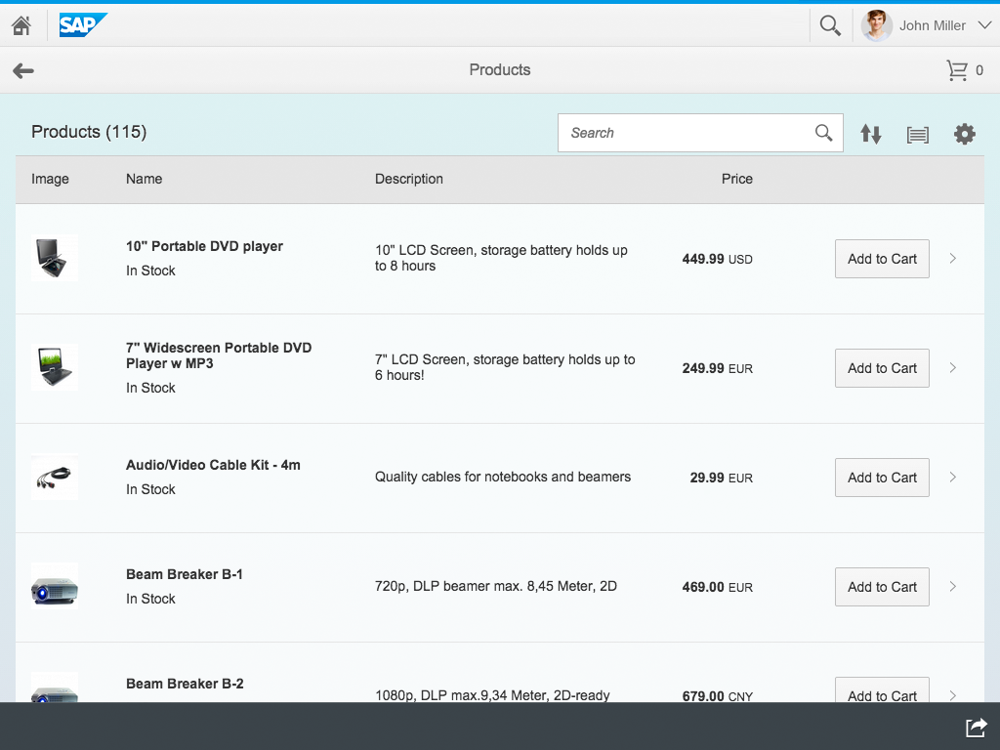 SAP
John Miller
Products
0
Products (115)
Search
Image Name Description Price
10" Portable DVD player
In Stock
10" LCD Screen, storage battery holds up
to 8 hours
449.99 USD
Add to Cart
7" Widescreen Portable DVD
Player w MP3
In Stock
7" LCD Screen, storage battery holds up to
6 hours!
249.99 EUR
Add to Cart
Audio/Video Cable Kit - 4m
In Stock
Quality cables for notebooks and beamers
29.99 EUR
Add to Cart
Beam Breaker B-1
In Stock
720p, DLP beamer max. 8,45 Meter, 2D
469.00 EUR
Add to Cart
Beam Breaker B-2
1080p, DLP max.9,34 Meter, 2D-ready
679.00 CNY
Add to Cart